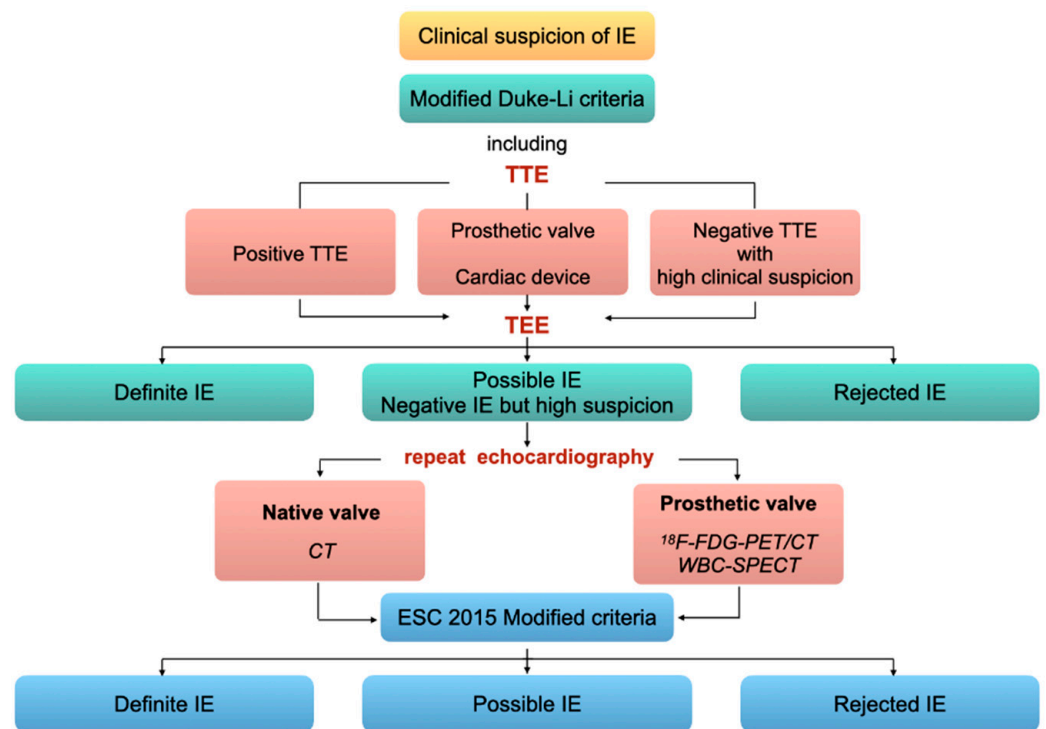 Clinical suspicion of IE
Modified Duke-Li criteria
including
TTE
Positive TTE
Prosthetic valve
Cardiac device
Negative TTE
with
high clinical suspicion
TEE
Definite IE
Possible IE
Negative IE but high suspicion
Rejected IE
repeat echocardiography
Native valve
CT
Prosthetic valve
¹⁸F-FDG-PET/CT
WBC-SPECT
ESC 2015 Modified criteria
Definite IE
Possible IE
Rejected IE